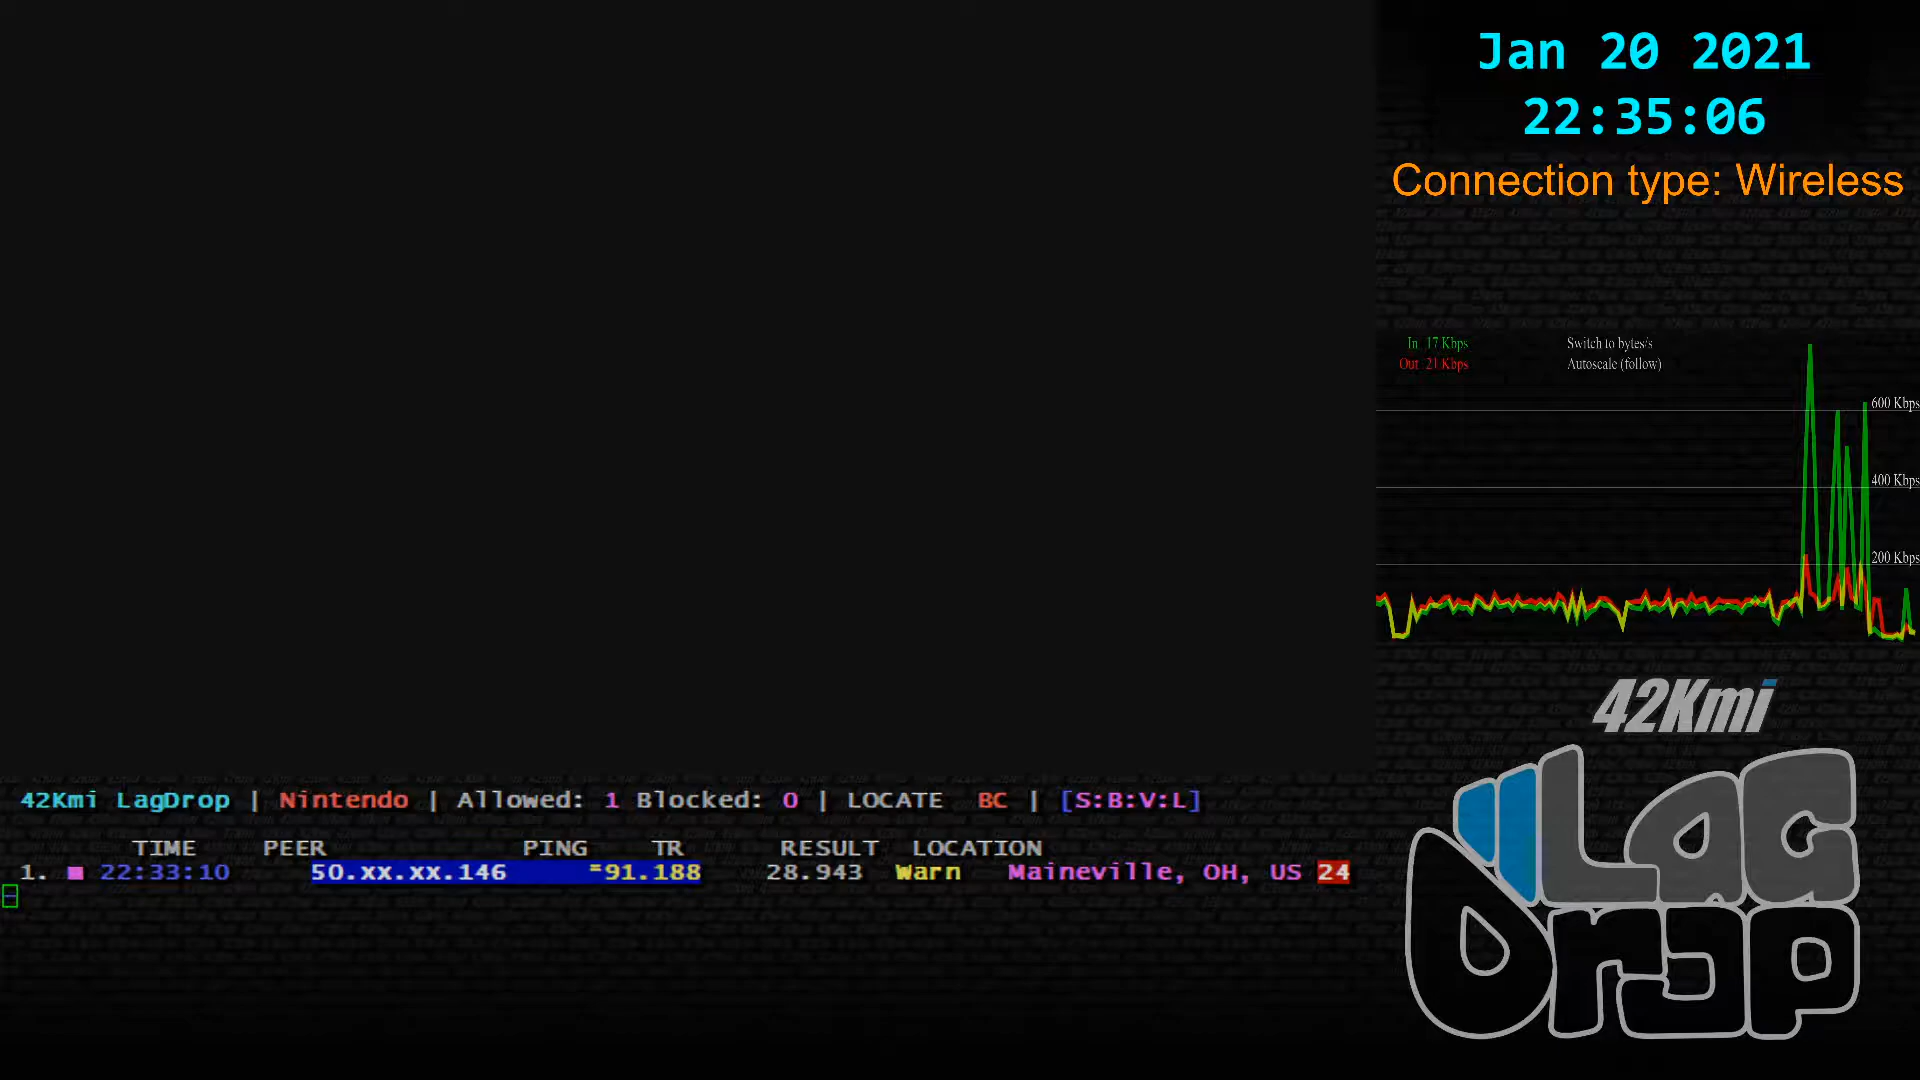 Jan 20 2021
22:35:06
Connection type: Wireless
In 17 Kbps
Switch to bytes/s
Out 21 Kbps
Autoscale (follow)
600 Kbps
400 Kbps
200 Kbps
42Kmi
LAG
Drop
42Kmi LagDrop | Nintendo | Allowed: 1 Blocked: 0 | LOCATE BC | [S:B:V:L]
TIME PEER PING TR RESULT LOCATION
1. 22:33:10 50.xx.xx.146 =91.188 28.943 Warn Maineville, OH, US 24